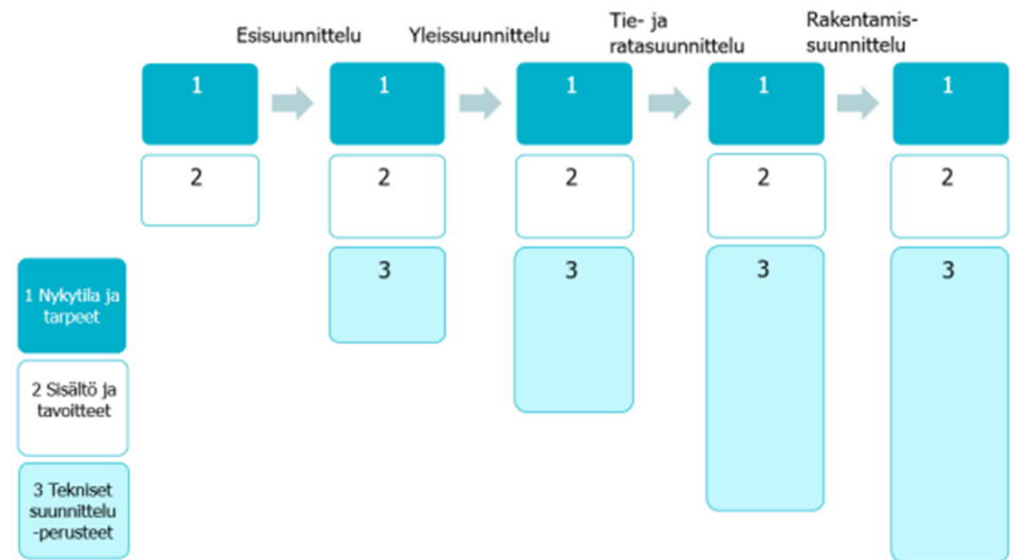 Esisuunnittelu
Yleissuunnittelu
Tie- ja
ratasuunnittelu
Rakentamis-
suunnittelu
1
1
1
1
1
2
2
2
2
2
3
3
3
3
1 Nykytila ja
tarpeet
2 Sisältö ja
tavoitteet
3 Tekniset
suunnittelu
-perusteet